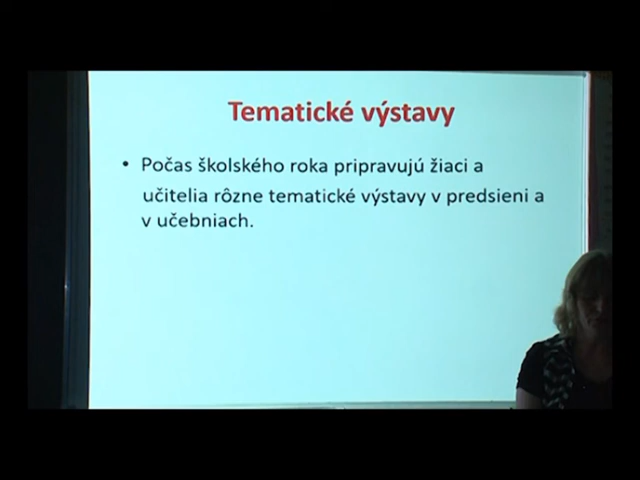 Tematické výstavy
• Počas školského roka pripravujú žiaci a
učitelia rôzne tematické výstavy v predsieni a
v učebniach.